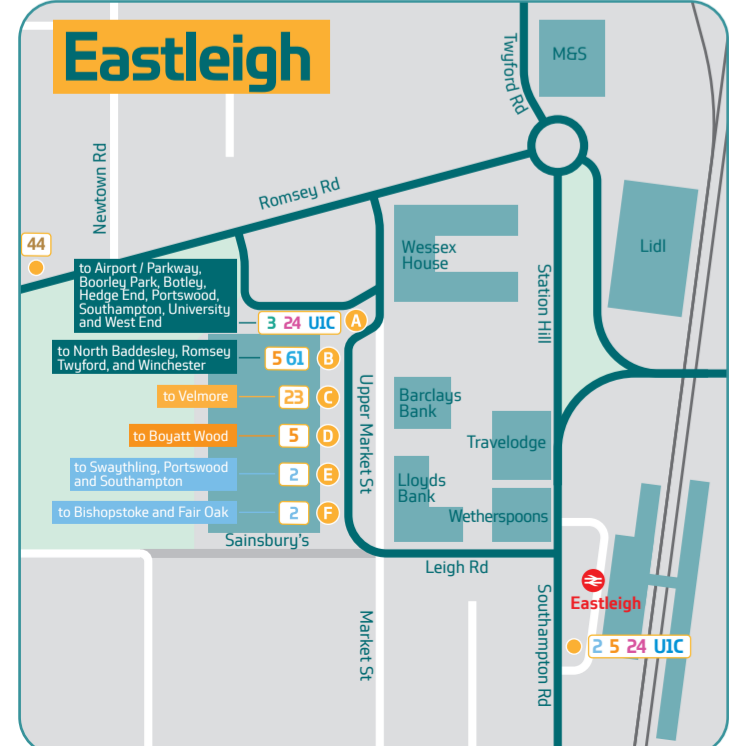 Eastleigh
Twyford Rd
M&S
Newtown Rd
Romsey Rd
44
Wessex
House
Lidl
Station Hill
to Airport / Parkway,
Boorley Park, Botley,
Hedge End, Portswood,
Southampton, University
and West End
3 24 U1C A
to North Baddesley, Romsey
Twyford, and Winchester
5 61 B
to Velmore
23 C
to Boyatt Wood
5 D
to Swaythling, Portswood
and Southampton
2 E
to Bishopstoke and Fair Oak
2 F
Sainsbury's
Upper Market St
Barclays
Bank
Travelodge
Lloyds
Bank
Wetherspoons
Leigh Rd
Market St
Southampton Rd
Eastleigh
2 5 24 U1C